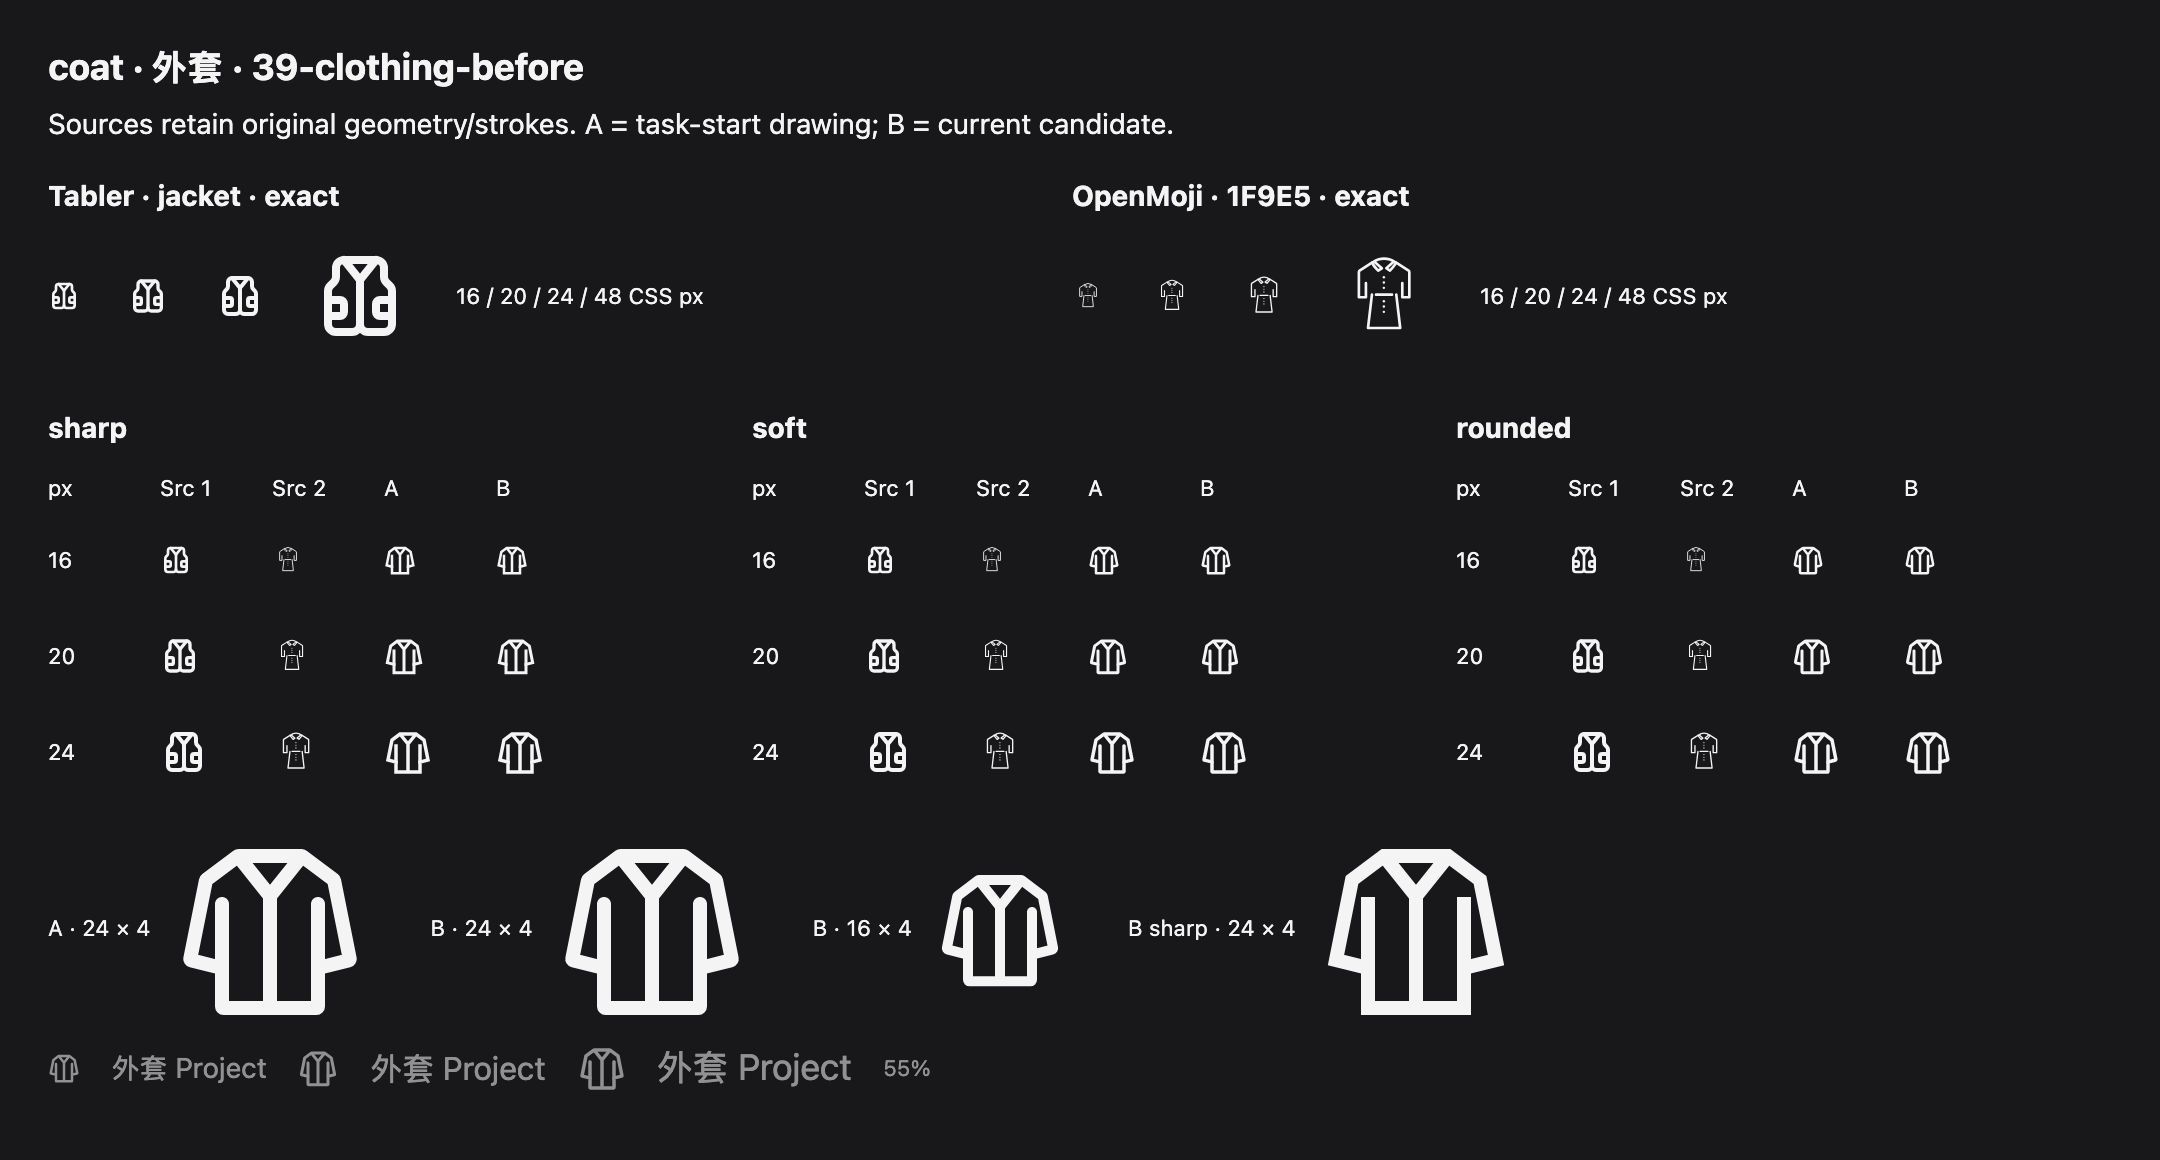 coat · 外套 · 39-clothing-before
Sources retain original geometry/strokes. A = task-start drawing; B = current candidate.
Tabler · jacket · exact
OpenMoji · 1F9E5 · exact
16 / 20 / 24 / 48 CSS px
16 / 20 / 24 / 48 CSS px
sharp
soft
rounded
px Src 1 Src 2 A B
px Src 1 Src 2 A B
px Src 1 Src 2 A B
16
16
16
20
20
20
24
24
24
A · 24 × 4
B · 24 × 4
B · 16 × 4
B sharp · 24 × 4
外套 Project
外套 Project
外套 Project
55%